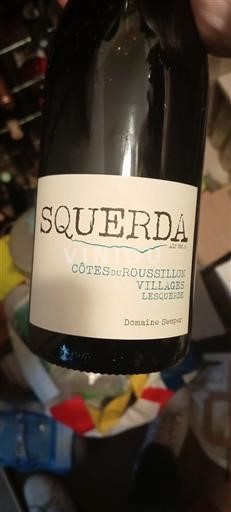 SQUERDA
CÔTES DU ROUSSILLON
VILLAGES
LESQUERDE
Domaine Semper